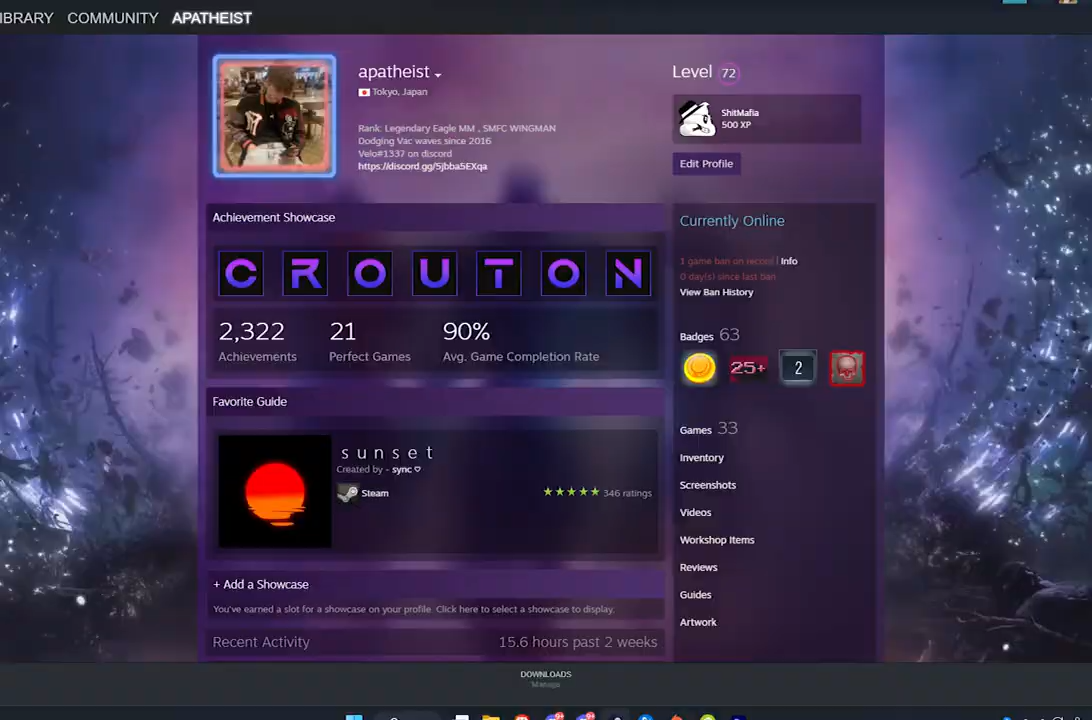 IBRARY COMMUNITY APATHEIST
apatheist
Tokyo, Japan
Rank: Legendary Eagle MM , SMFC WINGMAN
Dodging Vac waves since 2016
Velo#1337 on discord
https://discord.gg/5jbba5EXqa
Level 72
ShitMafia
500 XP
Edit Profile
Achievement Showcase
C R O U T O N
2,322 21 90%
Achievements Perfect Games Avg. Game Completion Rate
Favorite Guide
sunset
Created by - sync ♡
Steam
★★★★★ 346 ratings
+ Add a Showcase
You've earned a slot for a showcase on your profile. Click here to select a showcase to display.
Recent Activity 15.6 hours past 2 weeks
Currently Online
1 game ban on record | Info
0 day(s) since last ban
View Ban History
Badges 63
25+ 2
Games 33
Inventory
Screenshots
Videos
Workshop Items
Reviews
Guides
Artwork
DOWNLOADS
Manage